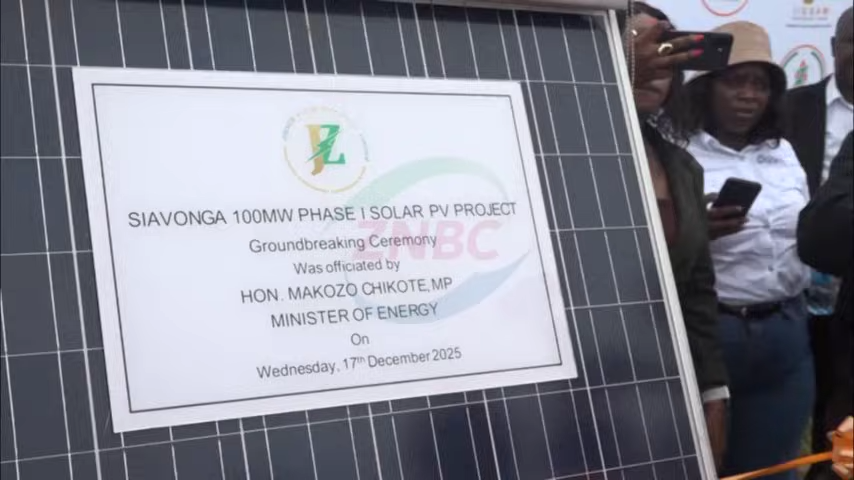 JZ
SIAVONGA 100MW PHASE I SOLAR PV PROJECT
Groundbreaking Ceremony
Was officiated by
HON. MAKOZO CHIKOTE, MP
MINISTER OF ENERGY
On
Wednesday, 17th December 2025
ZNBC